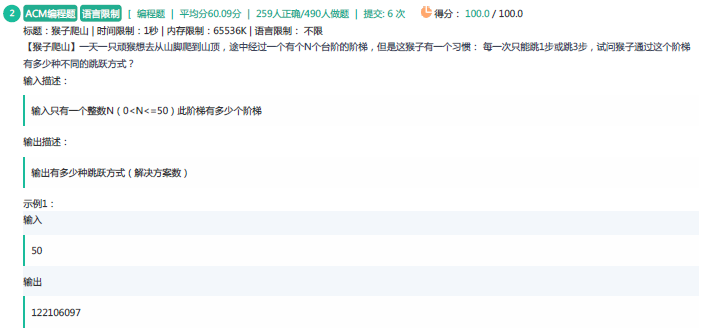 2 ACM编程题 语言限制 [ 编程题 | 平均分60.09分 | 259人正确/490人做题 | 提交: 6 次 得分： 100.0 / 100.0
标题：猴子爬山 | 时间限制：1秒 | 内存限制：65536K | 语言限制： 不限
【猴子爬山】一天一只顽猴想去从山脚爬到山顶，途中经过一个有个N个台阶的阶梯，但是这猴子有一个习惯： 每一次只能跳1步或跳3步，试问猴子通过这个阶梯
有多少种不同的跳跃方式？
输入描述：
输入只有一个整数N（0<N<=50）此阶梯有多少个阶梯
输出描述：
输出有多少种跳跃方式（解决方案数）
示例1：
输入
50
输出
122106097